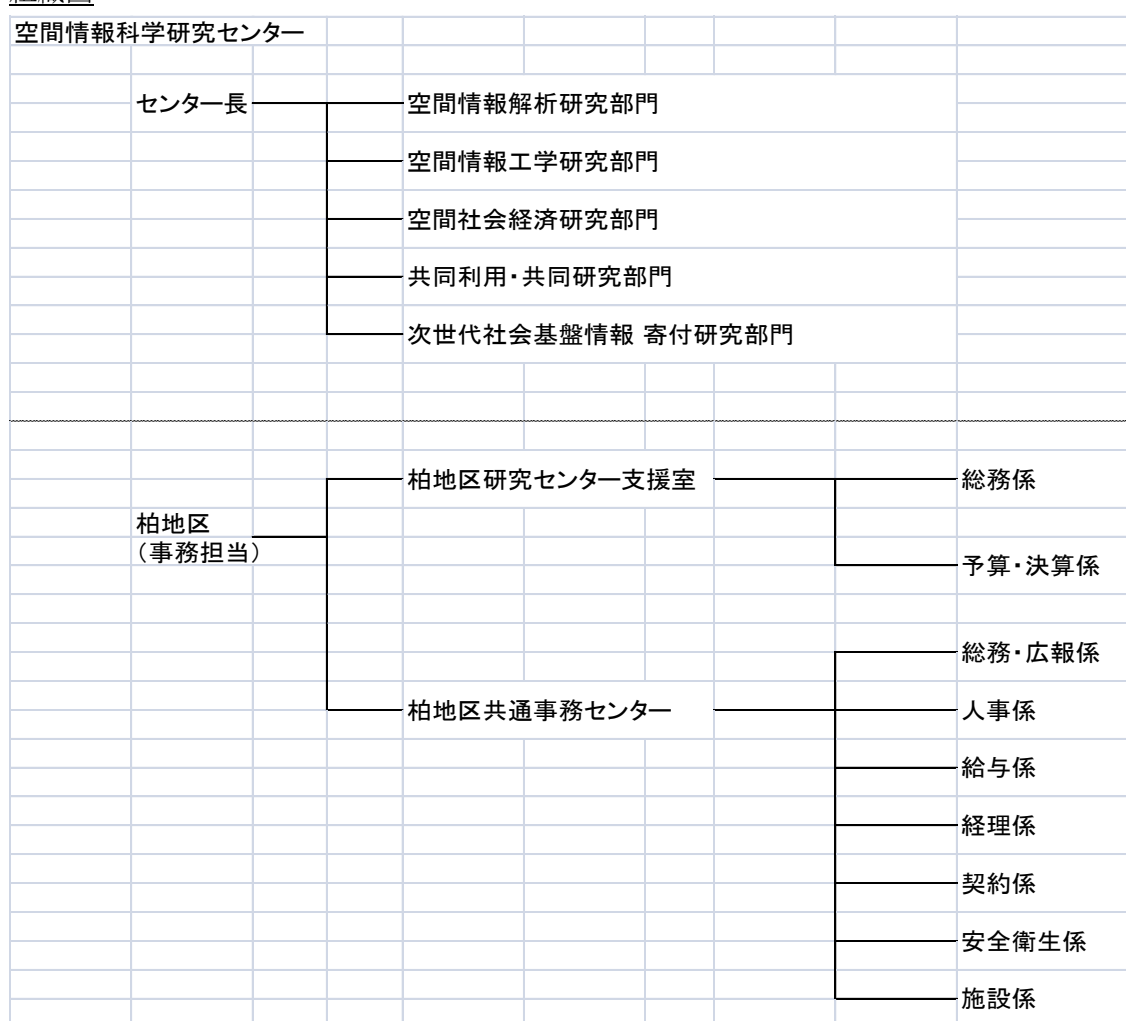 空間情報科学研究センター
センター長
空間情報解析研究部門
空間情報工学研究部門
空間社会経済研究部門
共同利用・共同研究部門
次世代社会基盤情報 寄付研究部門
柏地区研究センター支援室
総務係
柏地区
（事務担当）
予算・決算係
総務・広報係
柏地区共通事務センター
人事係
給与係
経理係
契約係
安全衛生係
施設係